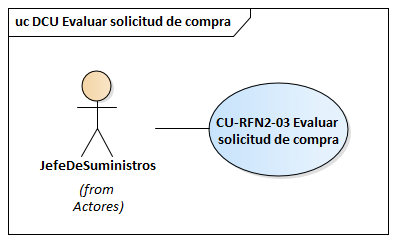 uc DCU Evaluar solicitud de compra
CU-RFN2-03 Evaluar
solicitud de compra
JefeDeSuministros
(from
Actores)